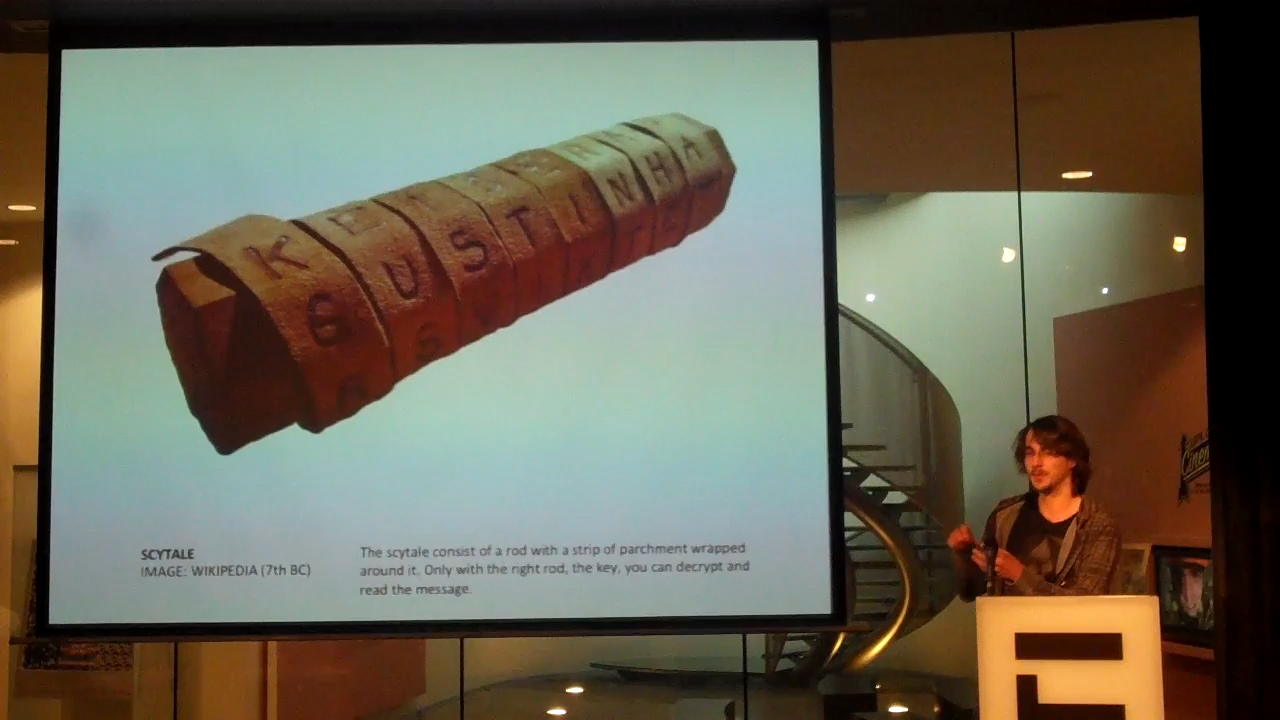 K
G U S T I N H A
SCYTALE
IMAGE: WIKIPEDIA (7th BC)
The scytale consist of a rod with a strip of parchment wrapped
around it. Only with the right rod, the key, you can decrypt and
read the message.